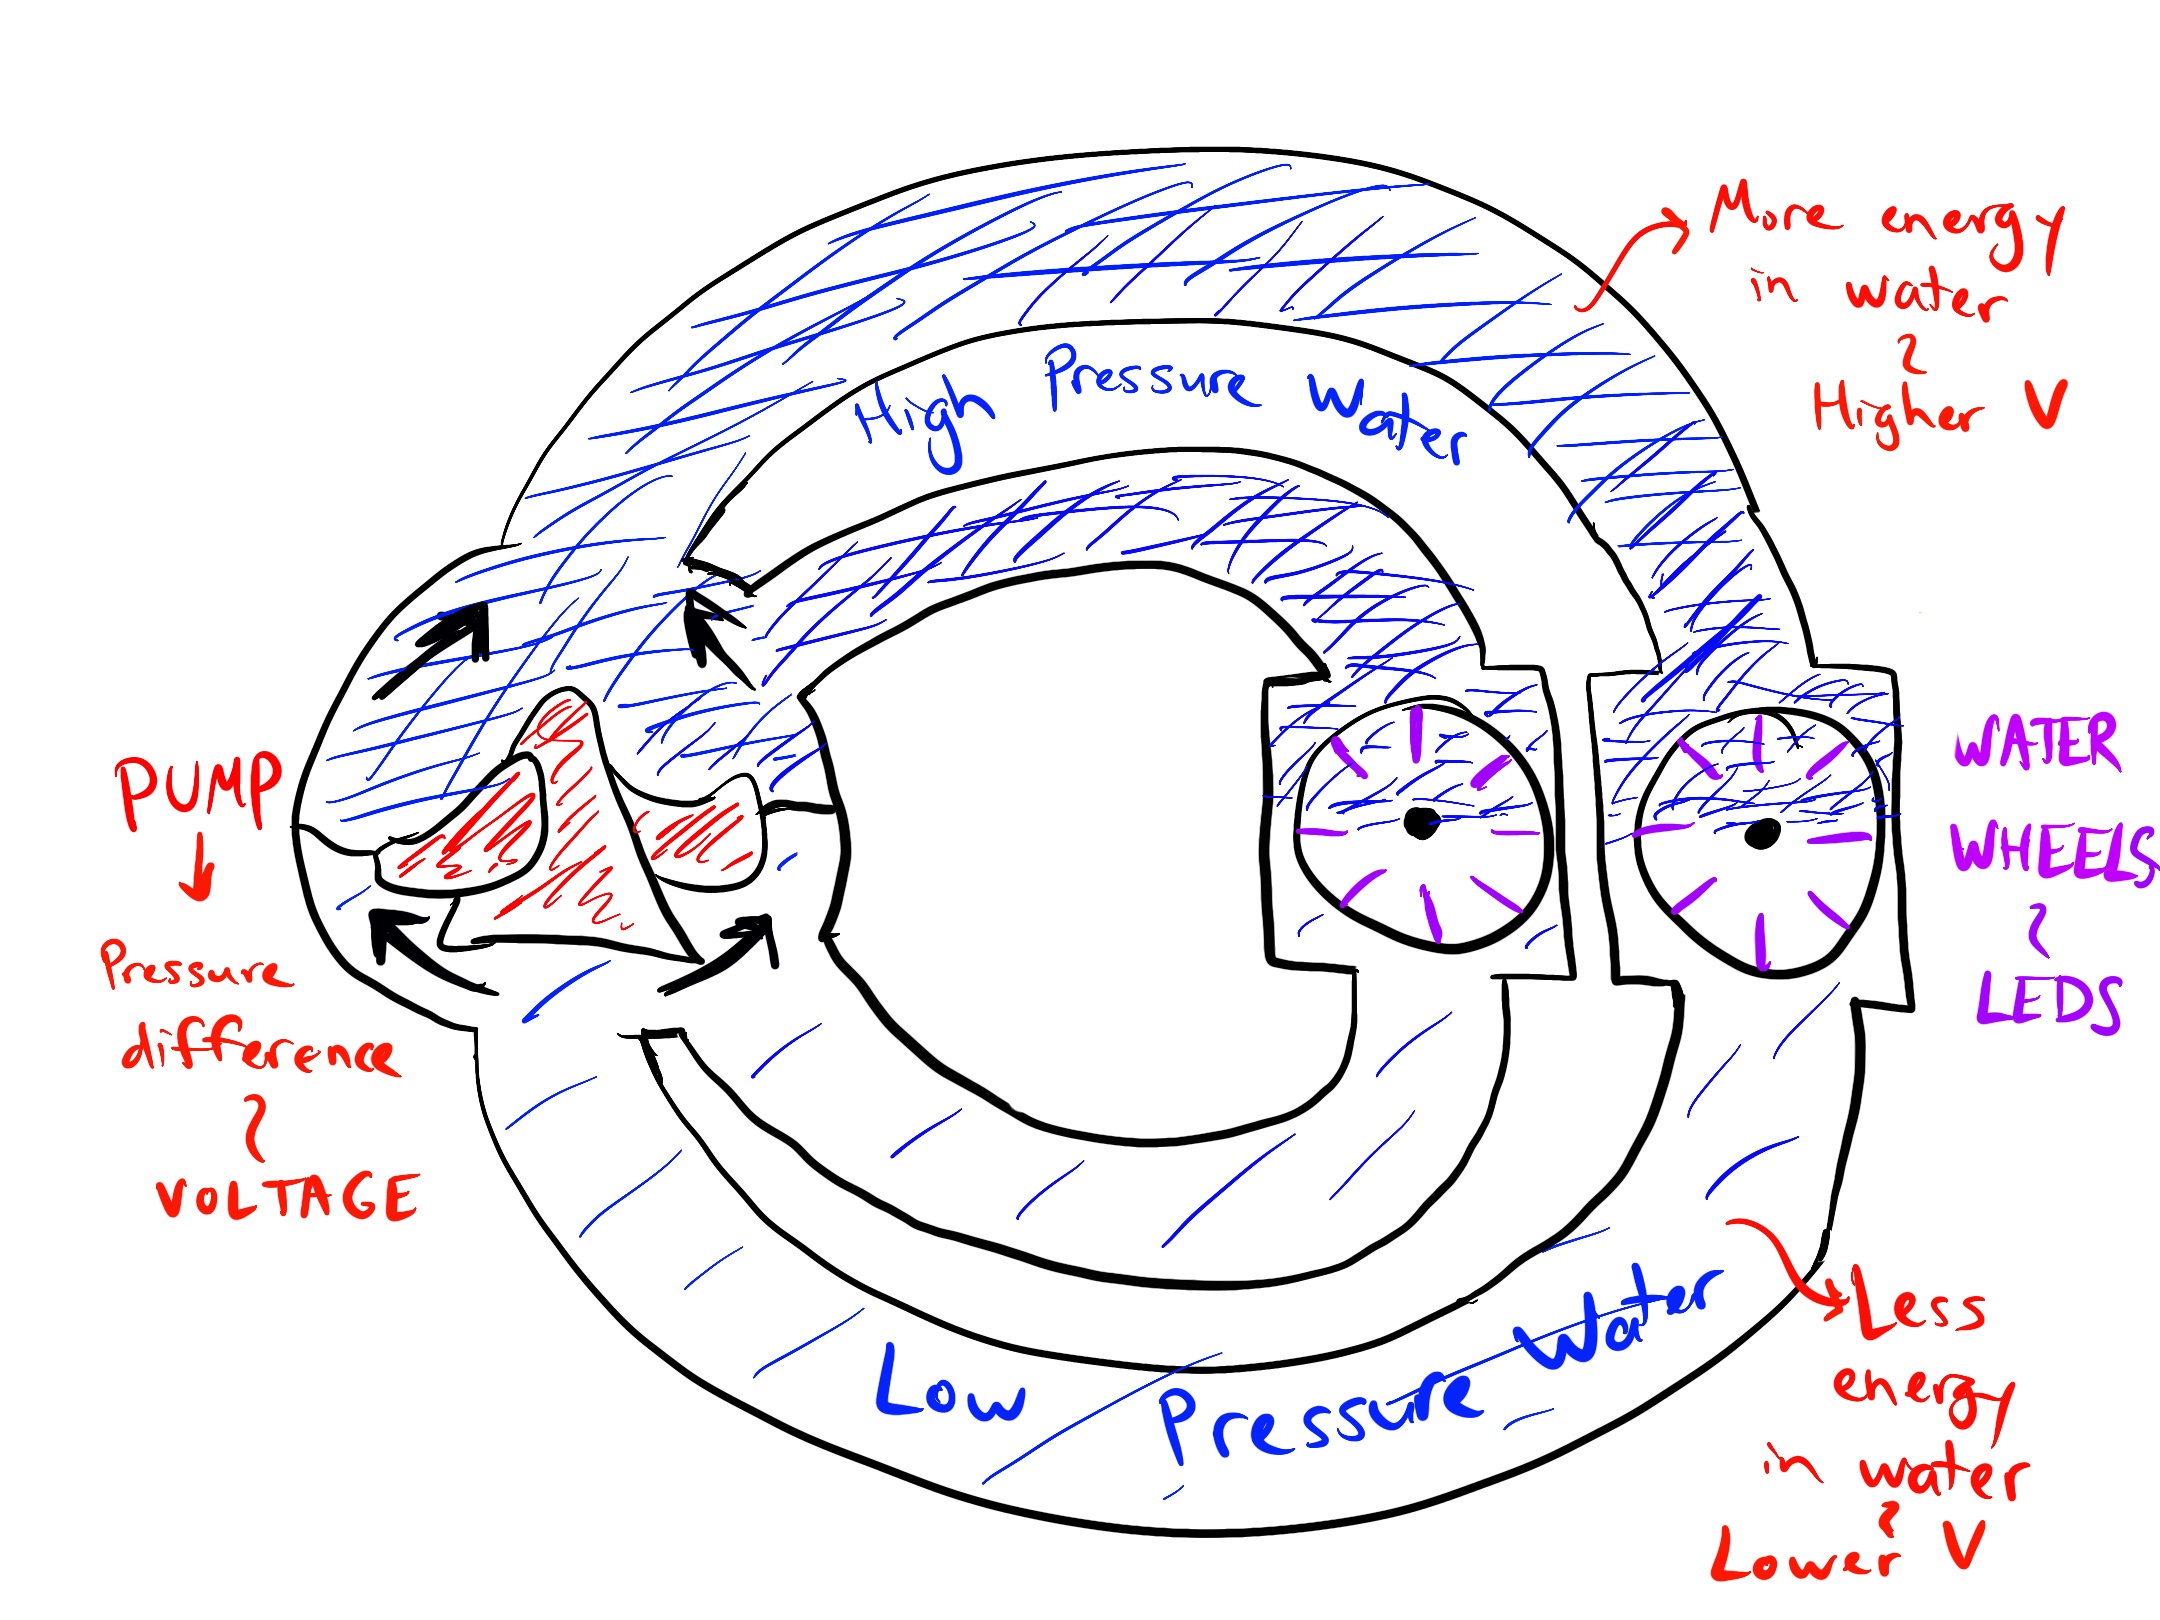 More energy
in water
Higher V
High Pressure Water
PUMP
Pressure
difference
VOLTAGE
WATER
WHEELS
LEDS
Low Pressure Water
Less
energy
in water
Lower V